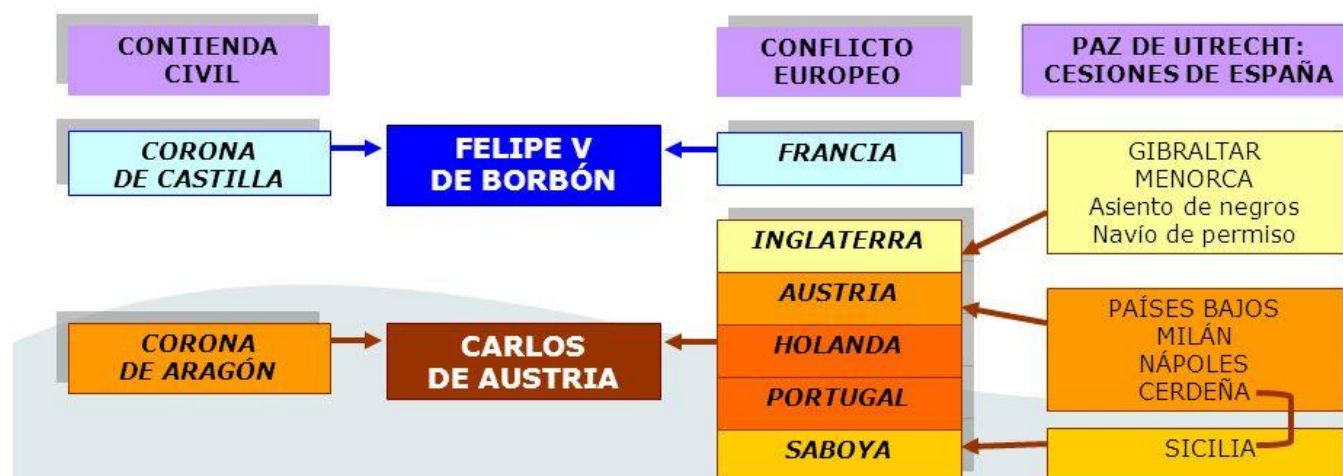 CONTIENDA
CIVIL
CONFLICTO
EUROPEO
PAZ DE UTRECHT:
CESIONES DE ESPAÑA
CORONA
DE CASTILLA
FELIPE V
DE BORBÓN
FRANCIA
GIBRALTAR
MENORCA
Asiento de negros
Navío de permiso
INGLATERRA
AUSTRIA
HOLANDA
PORTUGAL
SABOYA
CORONA
DE ARAGÓN
CARLOS
DE AUSTRIA
PAÍSES BAJOS
MILÁN
NÁPOLES
CERDEÑA
SICILIA